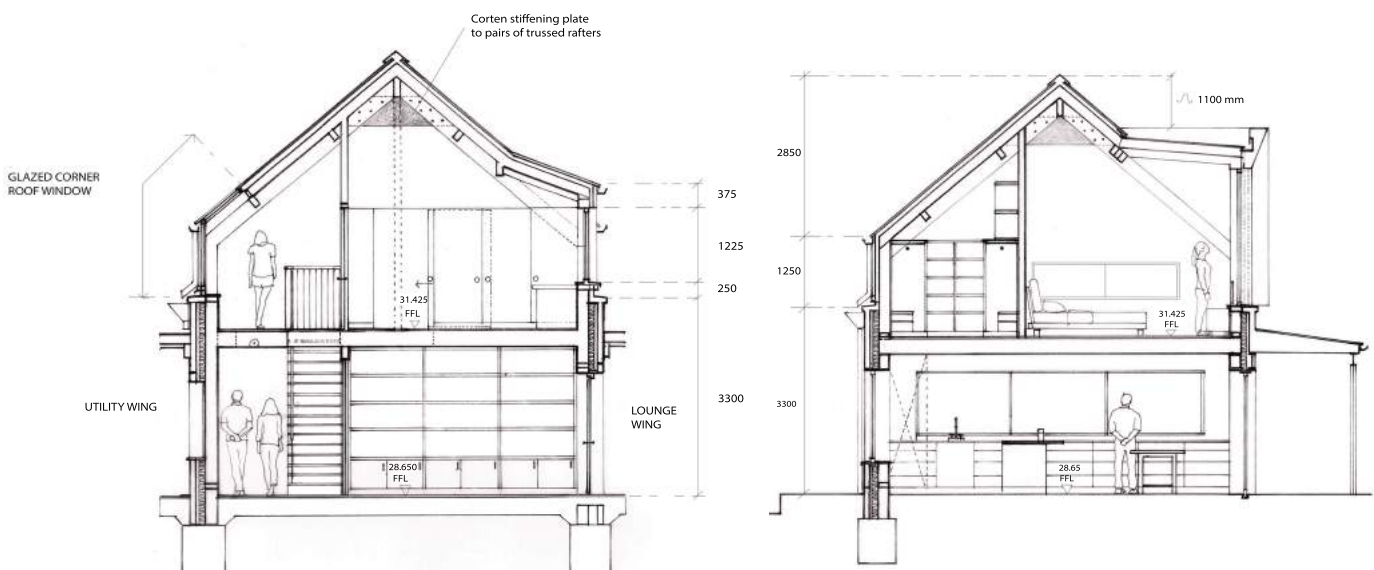 Corten stiffening plate
to pairs of trussed rafters
GLAZED CORNER
ROOF WINDOW
375
1225
250
31.425
FFL
UTILITY WING
3300
LOUNGE
WING
28.650
FFL
1100 mm
2850
1250
31.425
FFL
3300
28.65
FFL